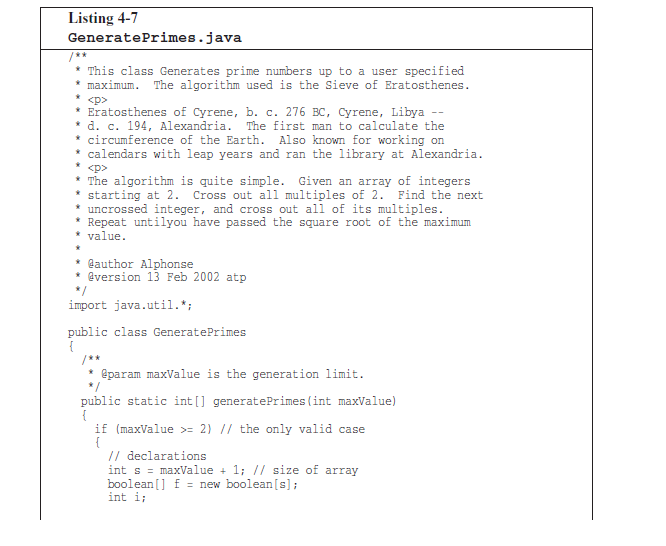 Listing 4-7
GeneratePrimes.java
/**
* This class Generates prime numbers up to a user specified
* maximum. The algorithm used is the Sieve of Eratosthenes.
* <p>
* Eratosthenes of Cyrene, b. c. 276 BC, Cyrene, Libya --
* d. c. 194, Alexandria. The first man to calculate the
* circumference of the Earth. Also known for working on
* calendars with leap years and ran the library at Alexandria.
* <p>
* The algorithm is quite simple. Given an array of integers
* starting at 2. Cross out all multiples of 2. Find the next
* uncrossed integer, and cross out all of its multiples.
* Repeat untilyou have passed the square root of the maximum
* value.
*
* @author Alphonse
* @version 13 Feb 2002 atp
*/
import java.util.*;
public class GeneratePrimes
{
/**
* @param maxValue is the generation limit.
*/
public static int[] generatePrimes(int maxValue)
{
if (maxValue >= 2) // the only valid case
{
// declarations
int s = maxValue + 1; // size of array
boolean[] f = new boolean[s];
int i;